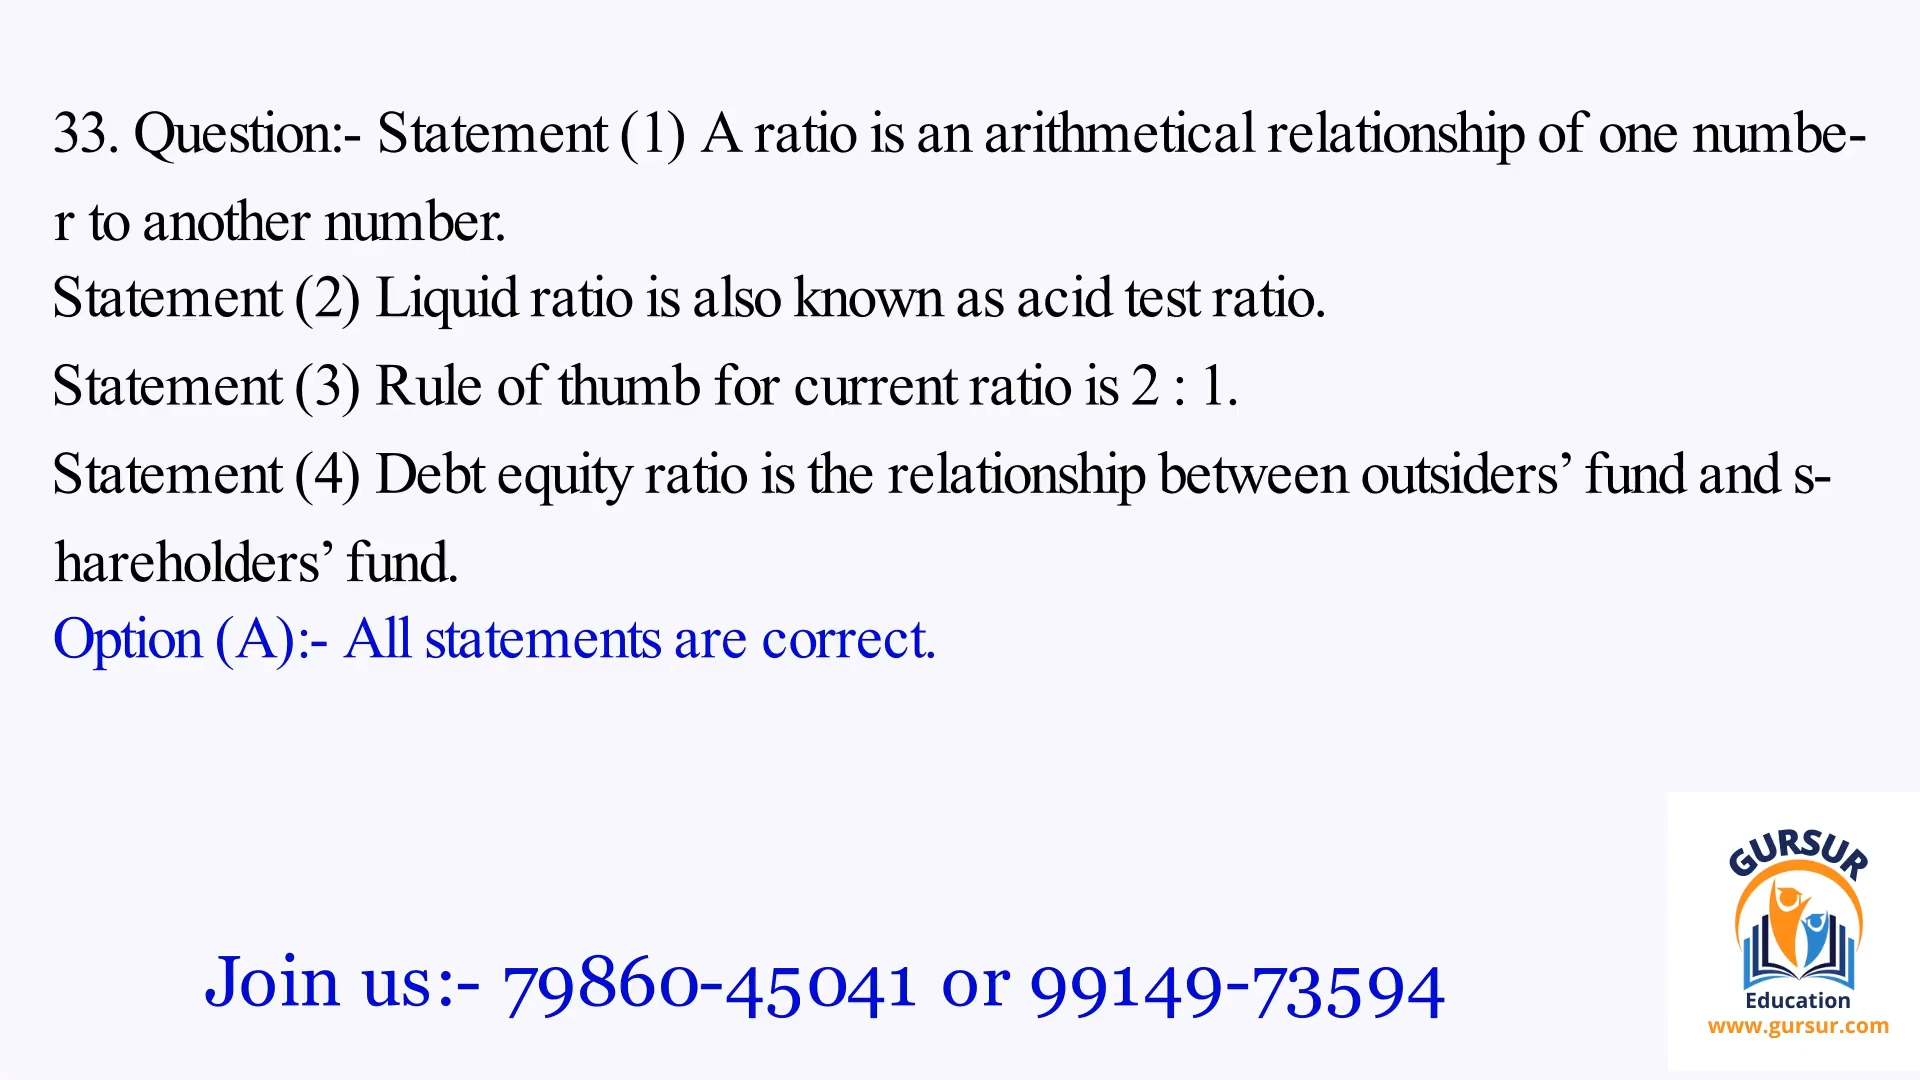 33. Question:- Statement (1) A ratio is an arithmetical relationship of one numbe-
r to another number.
Statement (2) Liquid ratio is also known as acid test ratio.
Statement (3) Rule of thumb for current ratio is 2 : 1.
Statement (4) Debt equity ratio is the relationship between outsiders’ fund and s-
hareholders’ fund.
Option (A):- All statements are correct.
GURSUR
Education
www.gursur.com
Join us:- 79860-45041 or 99149-73594